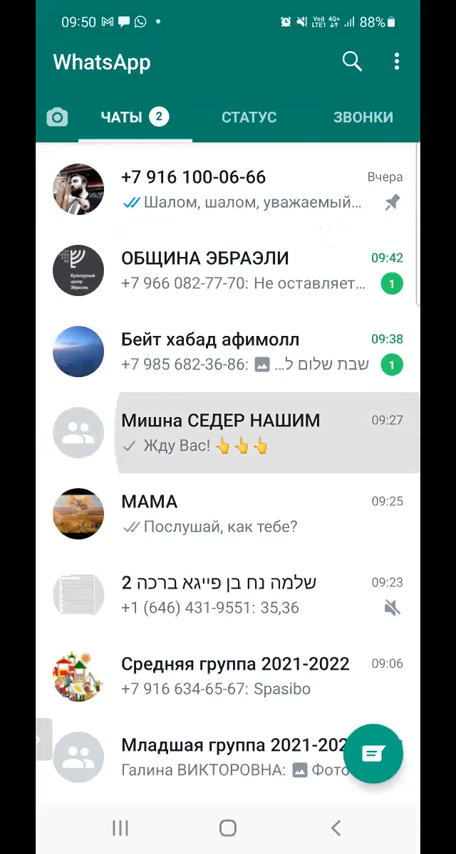 09:50 88%
WhatsApp
ЧАТЫ 2 СТАТУС ЗВОНКИ
+7 916 100-06-66 Вчера
Шалом, шалом, уважаемый...
ОБЩИНА ЭБРАЭЛИ 09:42
+7 966 082-77-70: Не оставляет... 1
Бейт хабад афимолл 09:38
+7 985 682-36-86: שבת שלום ל... 1
Мишна СЕДЕР НАШИМ 09:27
Жду Вас! 👆👆👆
МАМА 09:25
Послушай, как тебе?
שלמה נח בן פייגא ברכה 2 09:23
+1 (646) 431-9551: 35,36
Средняя группа 2021-2022 09:06
+7 916 634-65-67: Spasibo
Младшая группа 2021-202
Галина ВИКТОРОВНА: Фото